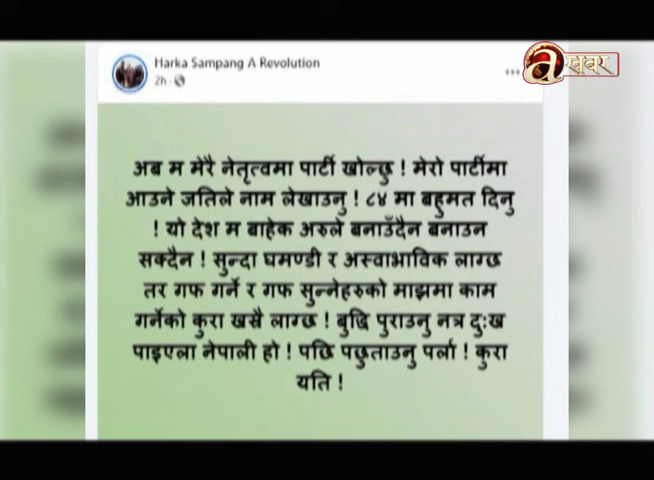 Harka Sampang A Revolution
2h
a खबर
अब म मेरै नेतृत्वमा पार्टी खोल्छु ! मेरो पार्टीमा
आउने जतिले नाम लेखाउनु ! ८४ मा बहुमत दिनु
! यो देश म बाहेक अरुले बनाउँदैन बनाउन
सक्दैन ! सुन्दा घमण्डी र अस्वाभाविक लाग्छ
तर गफ गर्ने र गफ सुन्नेहरुको माझमा काम
गर्नेको कुरा खस्रै लाग्छ ! बुद्धि पुराउनु नत्र दुःख
पाइएला नेपाली हो ! पछि पछुताउनु पर्ला ! कुरा
यति !